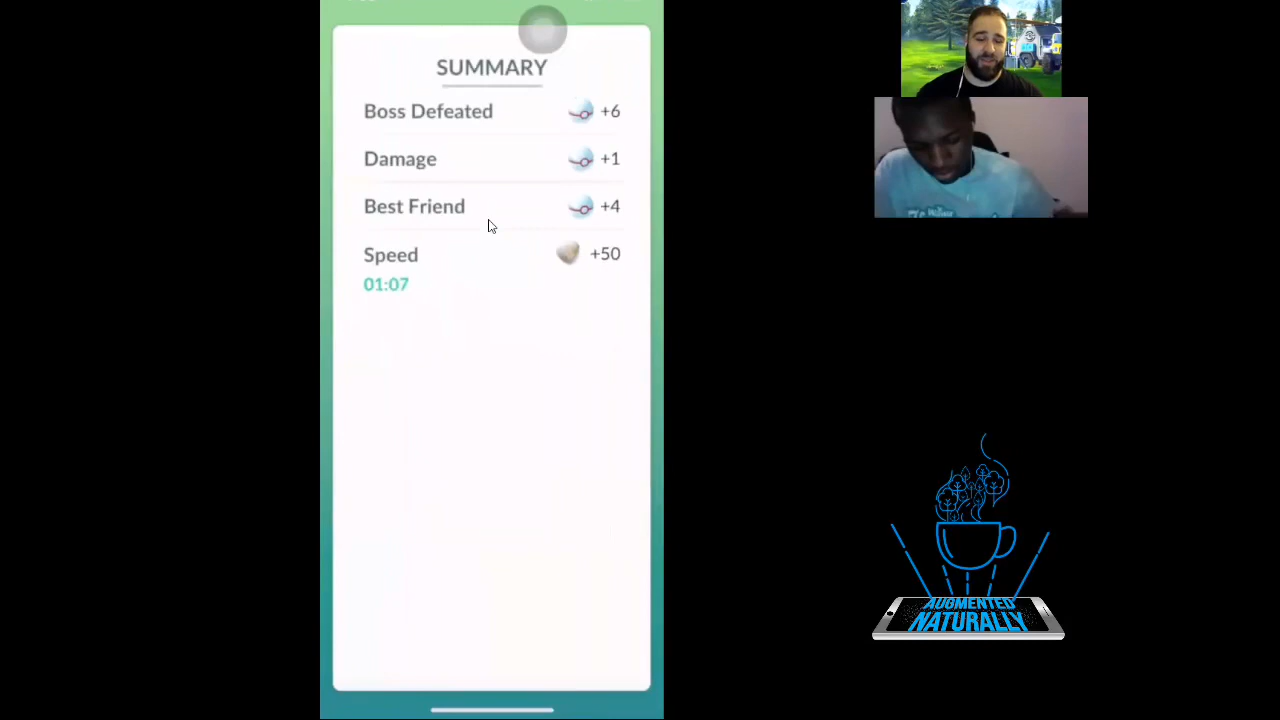 SUMMARY
Boss Defeated +6
Damage +1
Best Friend +4
Speed +50
01:07
AUGMENTED
NATURALLY